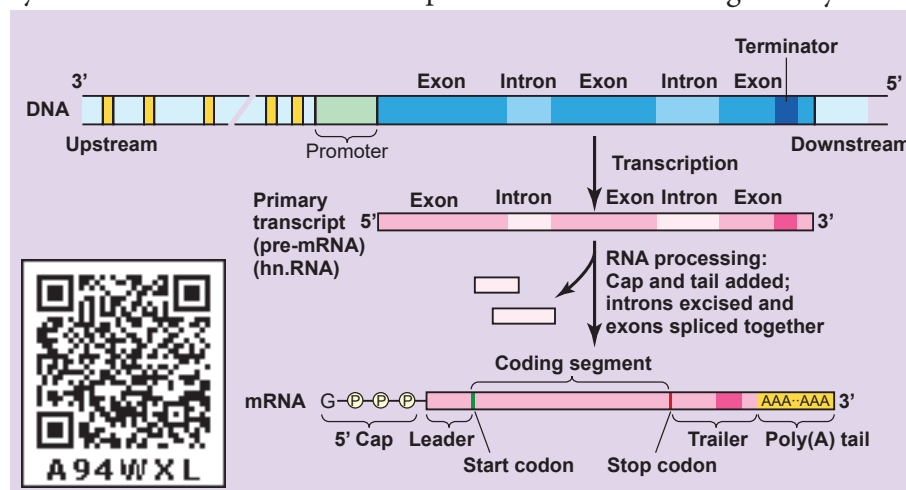 Terminator
3’ Exon Intron Exon Intron Exon 5’
DNA
Upstream Promoter Downstream
Transcription
Exon Intron Exon Intron Exon
Primary
transcript 5’ 3’
(pre-mRNA)
(hn.RNA)
RNA processing:
Cap and tail added;
introns excised and
exons spliced together
Coding segment
mRNA G P P P AAA··AAA 3’
5’ Cap Leader Trailer Poly(A) tail
Start codon Stop codon
A94WXL